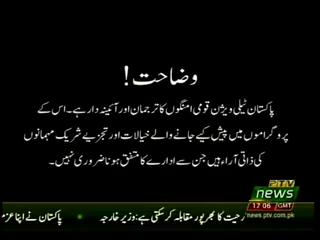 وضاحت!
پاکستان ٹیلی ویژن قومی امنگوں کا ترجمان اور آئینہ دار ہے۔ اس کے
پروگراموں میں پیش کیے جانے والے خیالات اور تجزیے شریک مہمانوں
کی ذاتی آراء ہیں جن سے ادارے کا متفق ہونا ضروری نہیں۔
PTV
news
17:06 (GMT)
www.ptv.com.pk
رحیت کا بھرپور مقابلہ کر سکتی ہے: وزیر خارجہ
پاکستان نے اپنا عزم